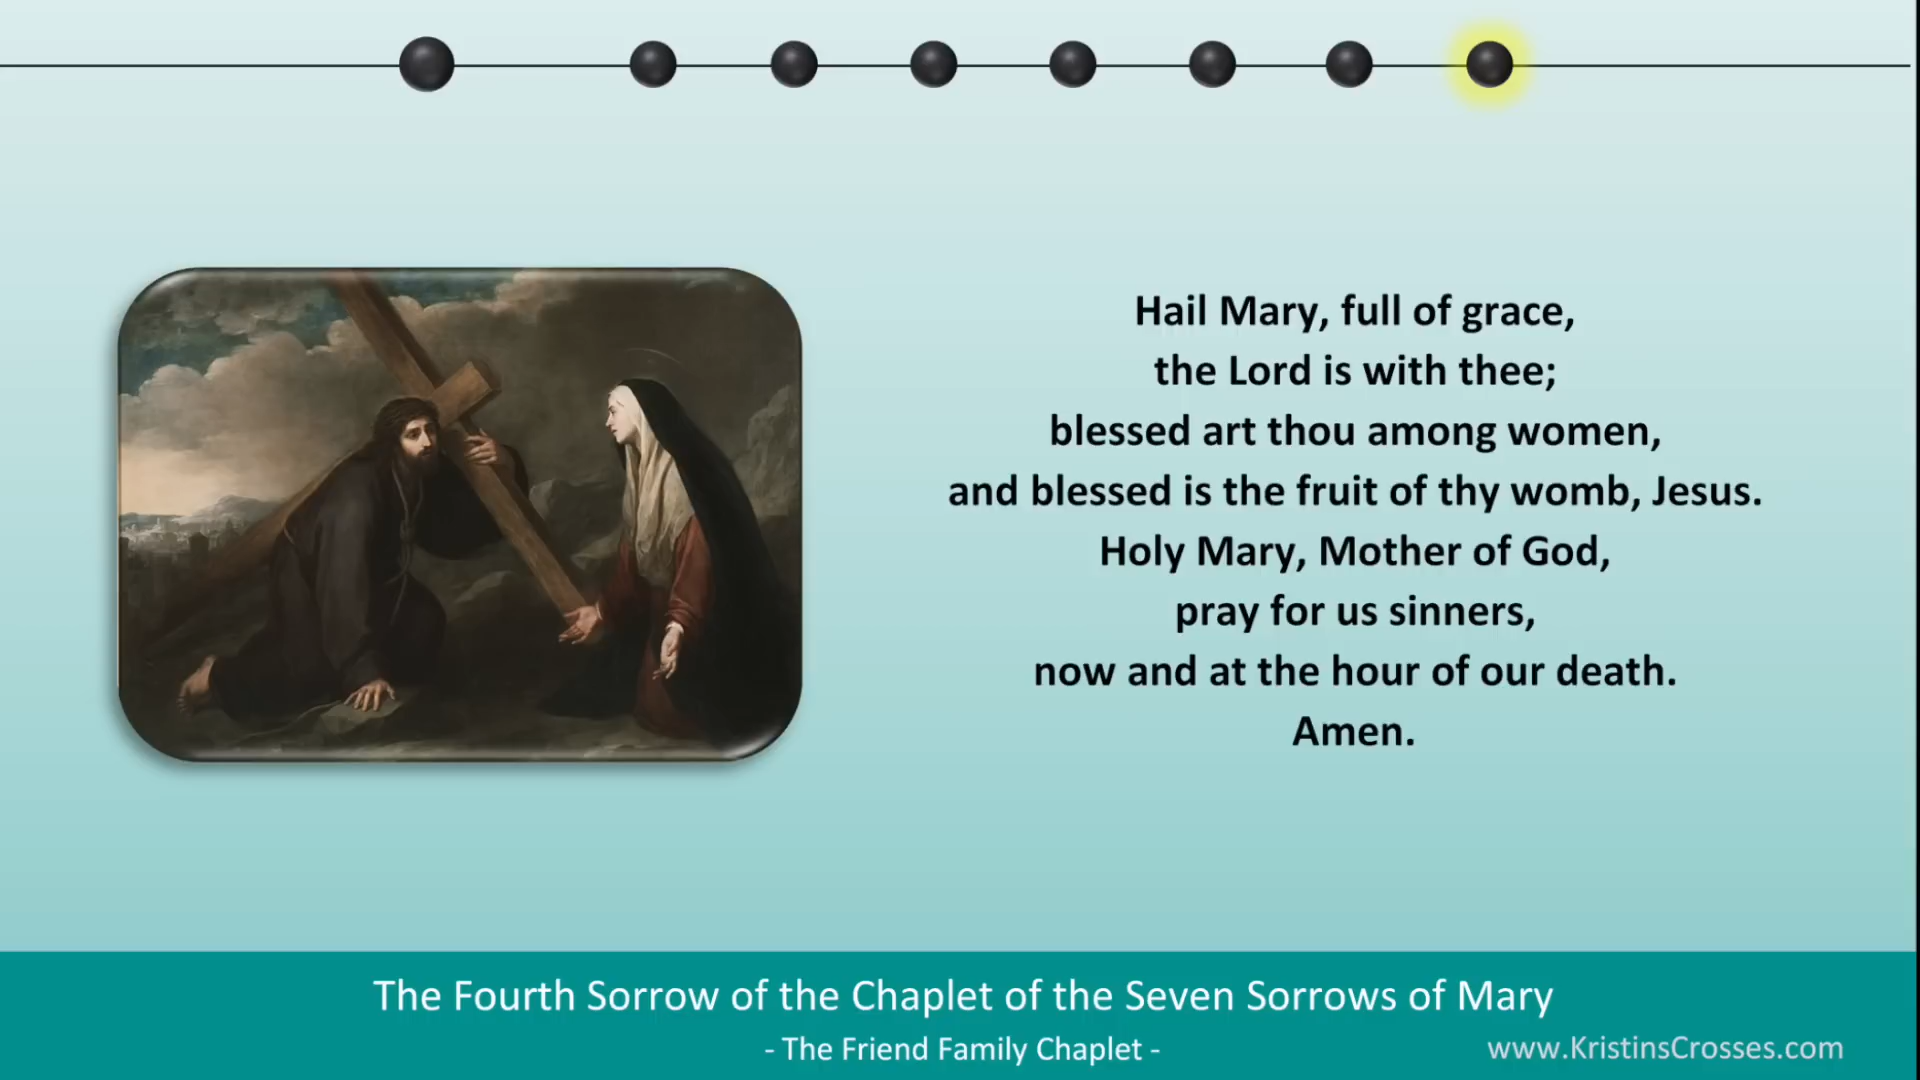 Hail Mary, full of grace,
the Lord is with thee;
blessed art thou among women,
and blessed is the fruit of thy womb, Jesus.
Holy Mary, Mother of God,
pray for us sinners,
now and at the hour of our death.
Amen.
The Fourth Sorrow of the Chaplet of the Seven Sorrows of Mary
- The Friend Family Chaplet -
www.KristinsCrosses.com